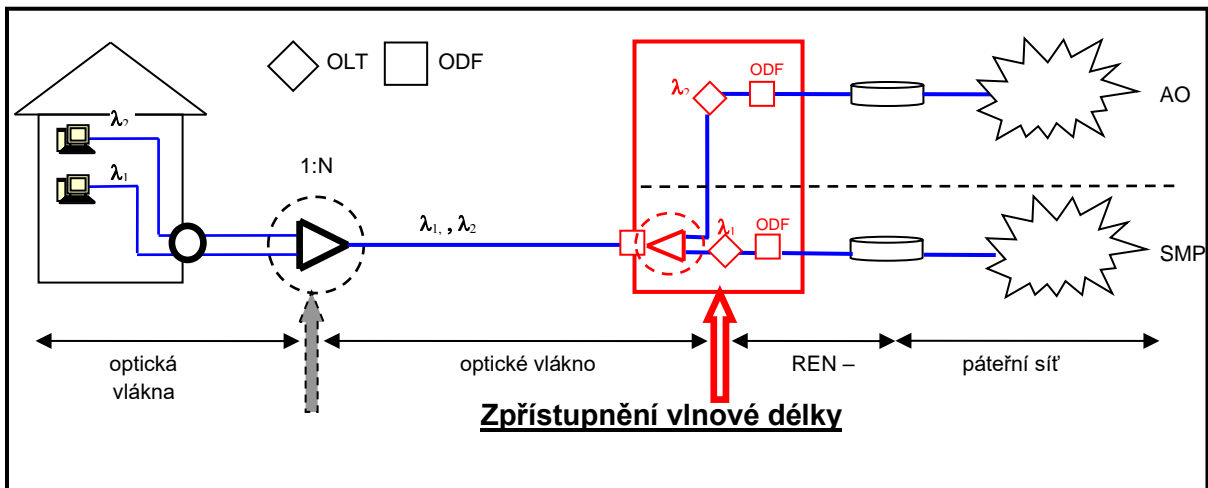 OLT ODF
ODF
λ2
AO
λ2
λ1
1:N
λ1, , λ2
λ1
ODF
SMP
optická
vlákna
optické vlákno
REN –
páteřní síť
Zpřístupnění vlnové délky